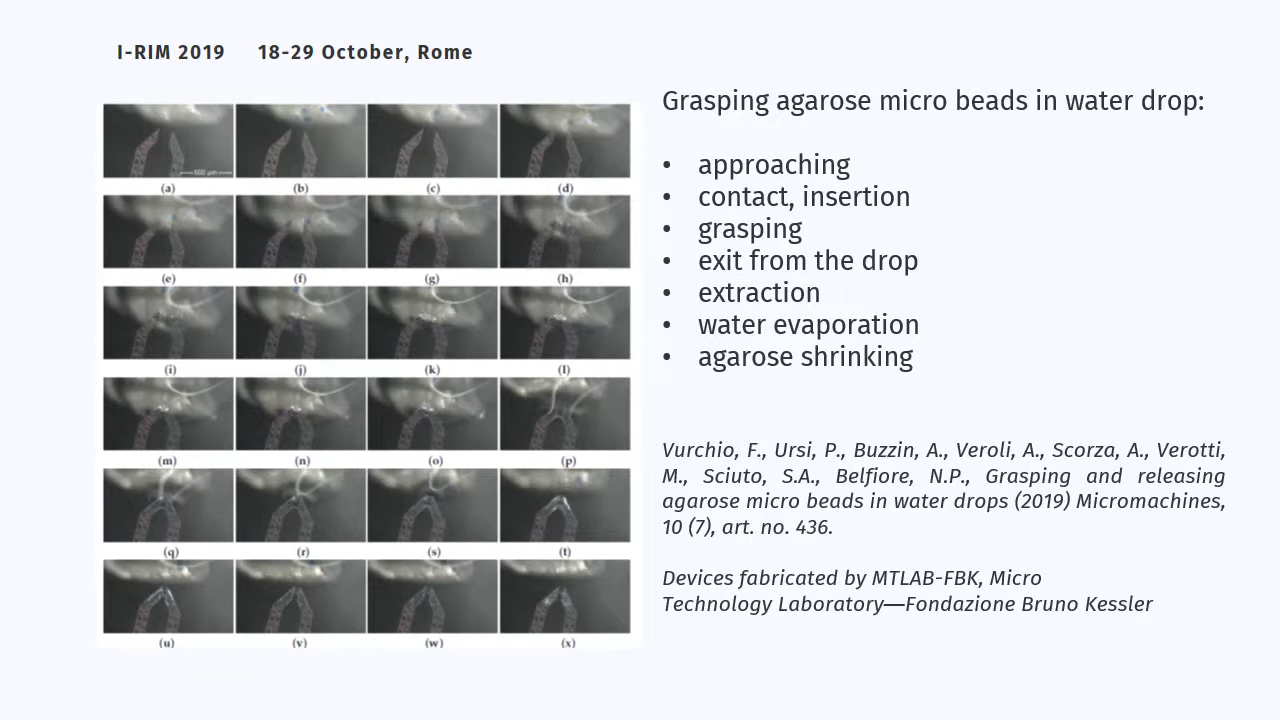 I-RIM 2019 18-29 October, Rome
Grasping agarose micro beads in water drop:
• approaching
• contact, insertion
• grasping
• exit from the drop
• extraction
• water evaporation
• agarose shrinking
Vurchio, F., Ursi, P., Buzzin, A., Veroli, A., Scorza, A., Verotti,
M., Sciuto, S.A., Belfiore, N.P., Grasping and releasing
agarose micro beads in water drops (2019) Micromachines,
10 (7), art. no. 436.
Devices fabricated by MTLAB-FBK, Micro
Technology Laboratory—Fondazione Bruno Kessler
500 µm
(a) (b) (c) (d)
(e) (f) (g) (h)
(i) (j) (k) (l)
(m) (n) (o) (p)
(q) (r) (s) (t)
(u) (v) (w) (x)